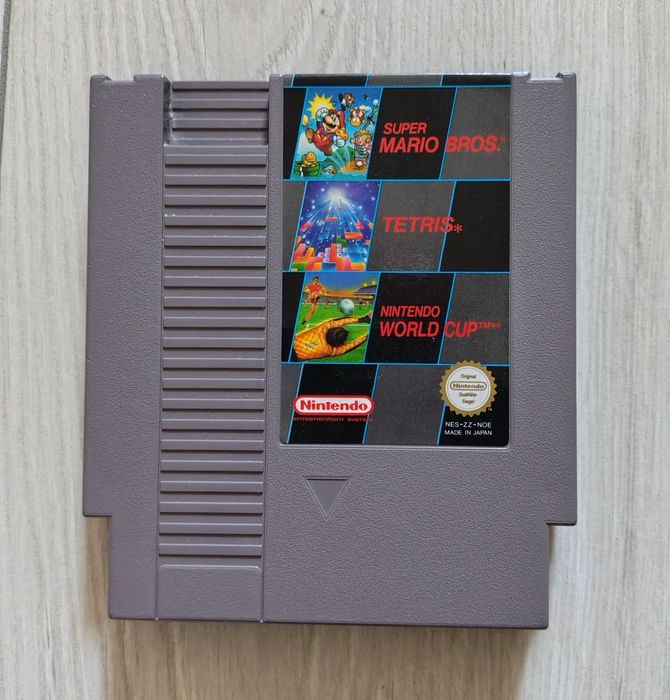 SUPER
MARIO BROS.®
TETRIS*
NINTENDO
WORLD CUP™**
Nintendo®
ENTERTAINMENT SYSTEM
Original
Nintendo
Qualitäts-
Siegel
NES-ZZ-NOE
MADE IN JAPAN